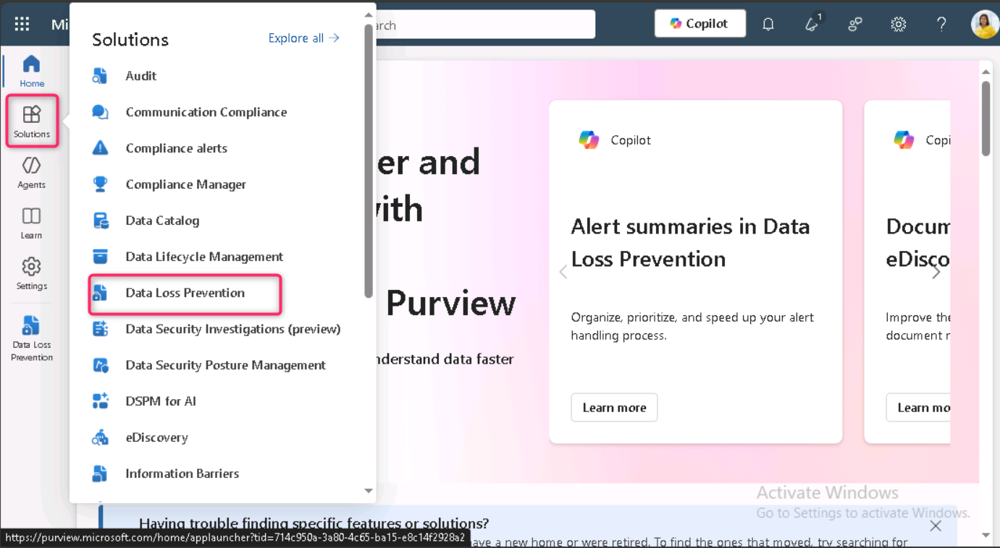 Mi
arch
Copilot
1
Home
Solutions
Agents
Learn
Settings
Data Loss
Prevention
Solutions
Explore all →
Audit
Communication Compliance
Compliance alerts
Compliance Manager
Data Catalog
Data Lifecycle Management
Data Loss Prevention
Data Security Investigations (preview)
Data Security Posture Management
DSPM for AI
eDiscovery
Information Barriers
er and
with
Purview
nderstand data faster
Copilot
Alert summaries in Data
Loss Prevention
Organize, prioritize, and speed up your alert
handling process.
Learn more
Copi
Docum
eDisco
Improve the
document r
Learn mo
Activate Windows
Go to Settings to activate Windows.
Having trouble finding specific features or solutions?
ave a new home or were retired. To find the ones that moved, try searching for
https://purview.microsoft.com/home/applauncher?tid=714c950a-3a80-4c65-ba15-e8c14f2928a2